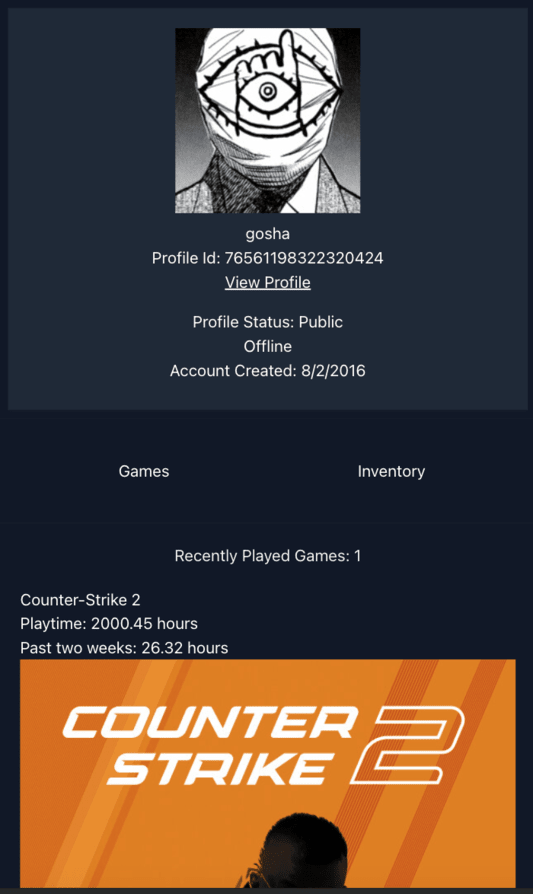 gosha
Profile Id: 76561198322320424
View Profile
Profile Status: Public
Offline
Account Created: 8/2/2016
Games
Inventory
Recently Played Games: 1
Counter-Strike 2
Playtime: 2000.45 hours
Past two weeks: 26.32 hours
COUNTER
STRIKE 2